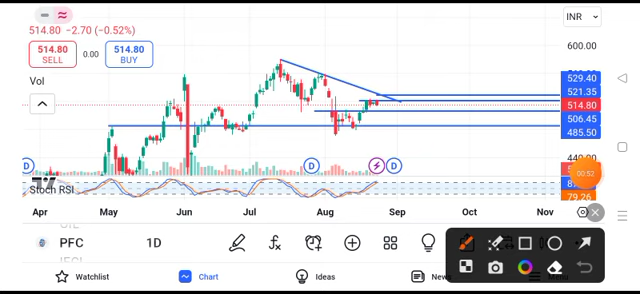 514.80 −2.70 (−0.52%)
INR
514.80 SELL 0.00 514.80 BUY
600.00
Vol
529.40
521.35
514.80
506.45
485.50
440.00
D D D
00:52
Stoch RSI
79.26
Apr May Jun Jul Aug Sep Oct Nov
PFC 1D
Watchlist Chart Ideas News